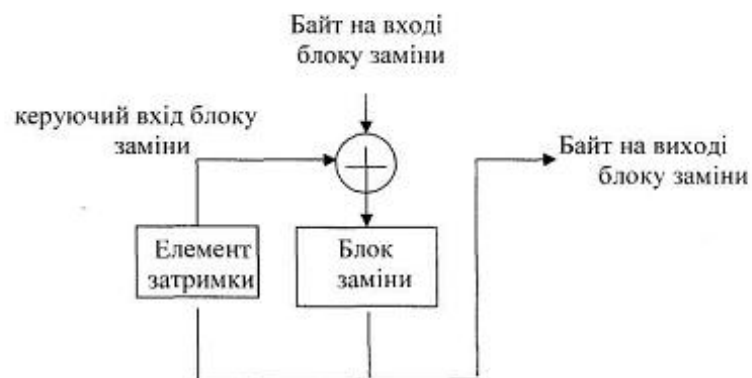 Байт на вході
блоку заміни
керуючий вхід блоку
заміни
Байт на виході
блоку заміни
Елемент
затримки
Блок
заміни